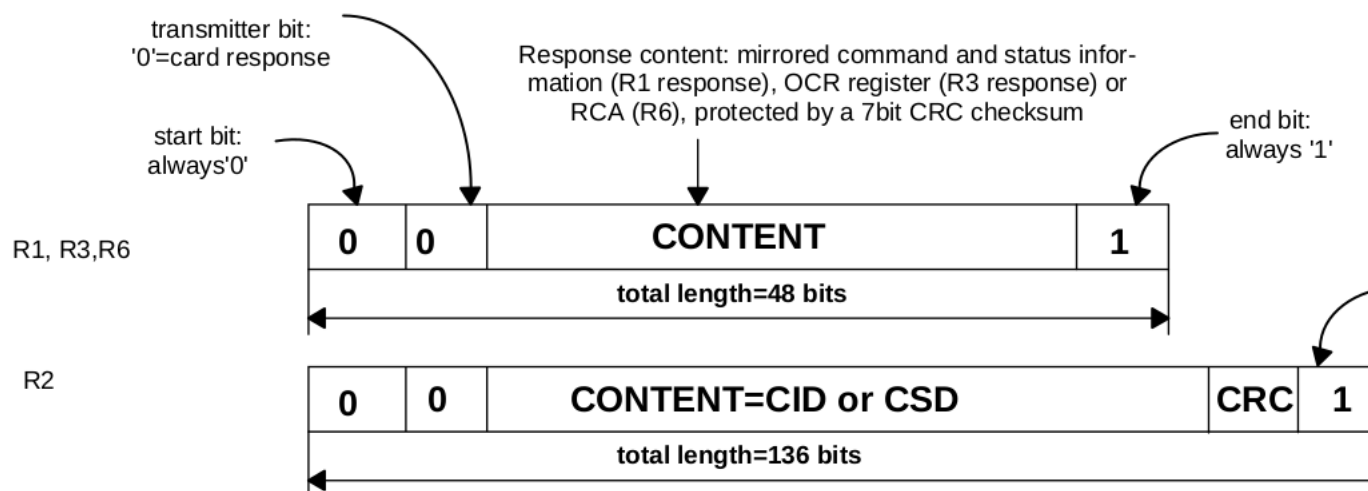 transmitter bit:
'0'=card response
Response content: mirrored command and status infor-
mation (R1 response), OCR register (R3 response) or
RCA (R6), protected by a 7bit CRC checksum
start bit:
always'0'
end bit:
always '1'
R1, R3,R6
0 0 CONTENT 1
total length=48 bits
R2
0 0 CONTENT=CID or CSD CRC 1
total length=136 bits